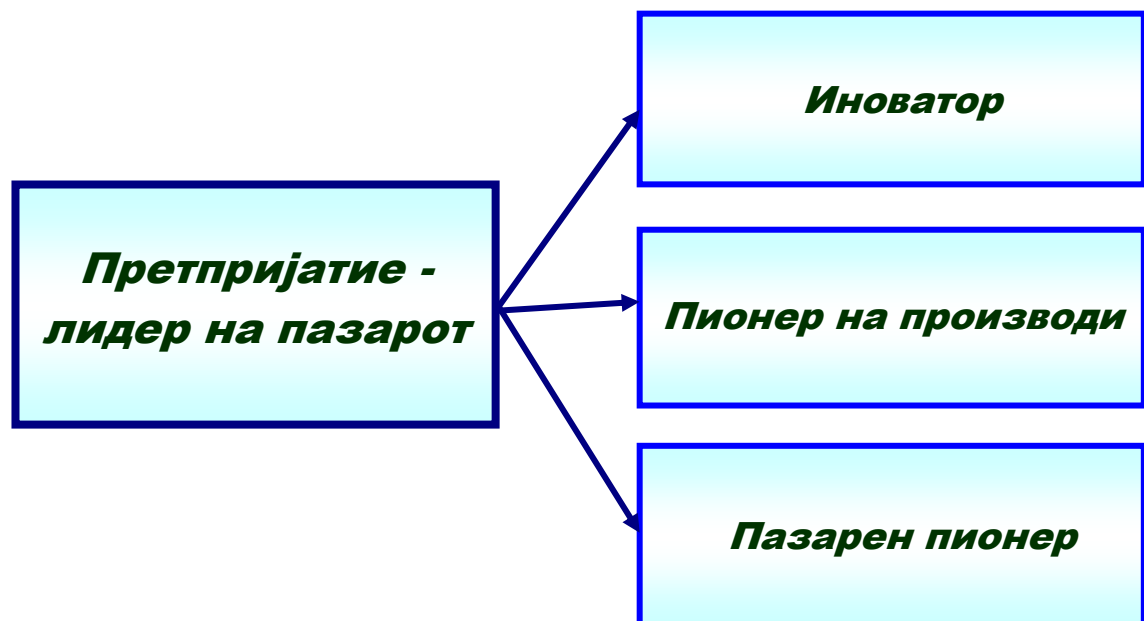 Иноватор
Претпријатие -
лидер на пазарот
Пионер на производи
Пазарен пионер